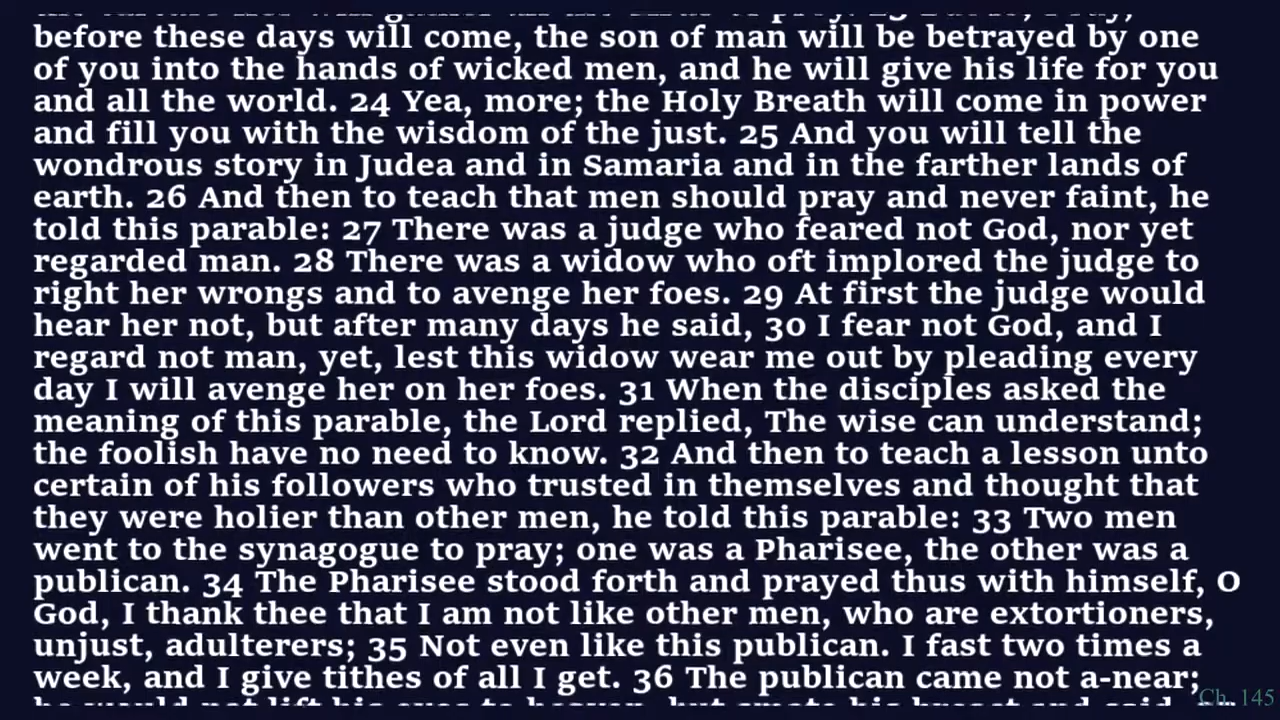 before these days will come, the son of man will be betrayed by one
of you into the hands of wicked men, and he will give his life for you
and all the world. 24 Yea, more; the Holy Breath will come in power
and fill you with the wisdom of the just. 25 And you will tell the
wondrous story in Judea and in Samaria and in the farther lands of
earth. 26 And then to teach that men should pray and never faint, he
told this parable: 27 There was a judge who feared not God, nor yet
regarded man. 28 There was a widow who oft implored the judge to
right her wrongs and to avenge her foes. 29 At first the judge would
hear her not, but after many days he said, 30 I fear not God, and I
regard not man, yet, lest this widow wear me out by pleading every
day I will avenge her on her foes. 31 When the disciples asked the
meaning of this parable, the Lord replied, The wise can understand;
the foolish have no need to know. 32 And then to teach a lesson unto
certain of his followers who trusted in themselves and thought that
they were holier than other men, he told this parable: 33 Two men
went to the synagogue to pray; one was a Pharisee, the other was a
publican. 34 The Pharisee stood forth and prayed thus with himself, O
God, I thank thee that I am not like other men, who are extortioners,
unjust, adulterers; 35 Not even like this publican. I fast two times a
week, and I give tithes of all I get. 36 The publican came not a-near;
he would not lift his eyes to heaven, but smote his breast and said,
Ch. 145